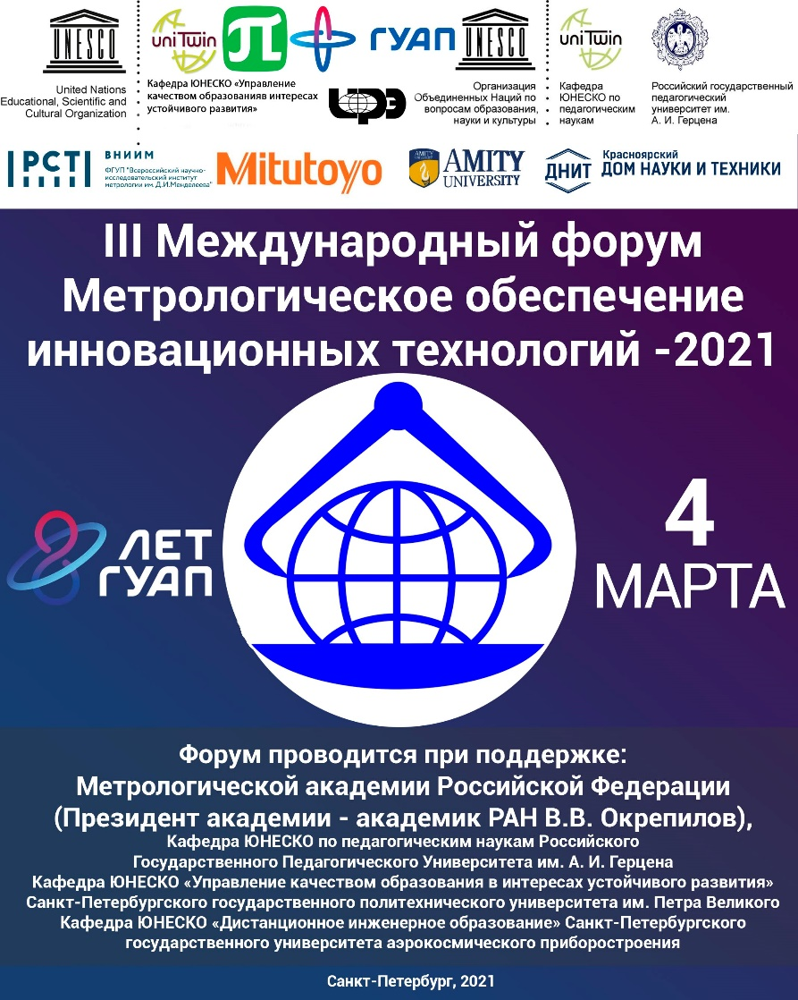 UNESCO
United Nations
Educational, Scientific and
Cultural Organization
uniTwin
π
ГУАП
Кафедра ЮНЕСКО «Управление
качеством образованияв интересах
устойчивого развития»
UNESCO
Организация
Объединенных Наций по
вопросам образования,
науки и культуры
uniTwin
Кафедра
ЮНЕСКО по
педагогическим
наукам
Российский государственный
педагогический
университет им.
А. И. Герцена
РСТ
ВНИИМ
ФГУП "Всероссийский научно-
исследовательский институт
метрологии им. Д.И.Менделеева"
Mitutoyo
AMITY
UNIVERSITY
AMITY
UNIVERSITY
ДНИТ
Красноярский
ДОМ НАУКИ И ТЕХНИКИ
III Международный форум
Метрологическое обеспечение
инновационных технологий -2021
8 ЛЕТ
ГУАП
4
МАРТА
Форум проводится при поддержке:
Метрологической академии Российской Федерации
(Президент академии - академик РАН В.В. Окрепилов),
Кафедра ЮНЕСКО по педагогическим наукам Российского
Государственного Педагогического Университета им. А. И. Герцена
Кафедра ЮНЕСКО «Управление качеством образования в интересах устойчивого развития»
Санкт-Петербургского государственного политехнического университета им. Петра Великого
Кафедра ЮНЕСКО «Дистанционное инженерное образование» Санкт-Петербургского
государственного университета аэрокосмического приборостроения
Санкт-Петербург, 2021